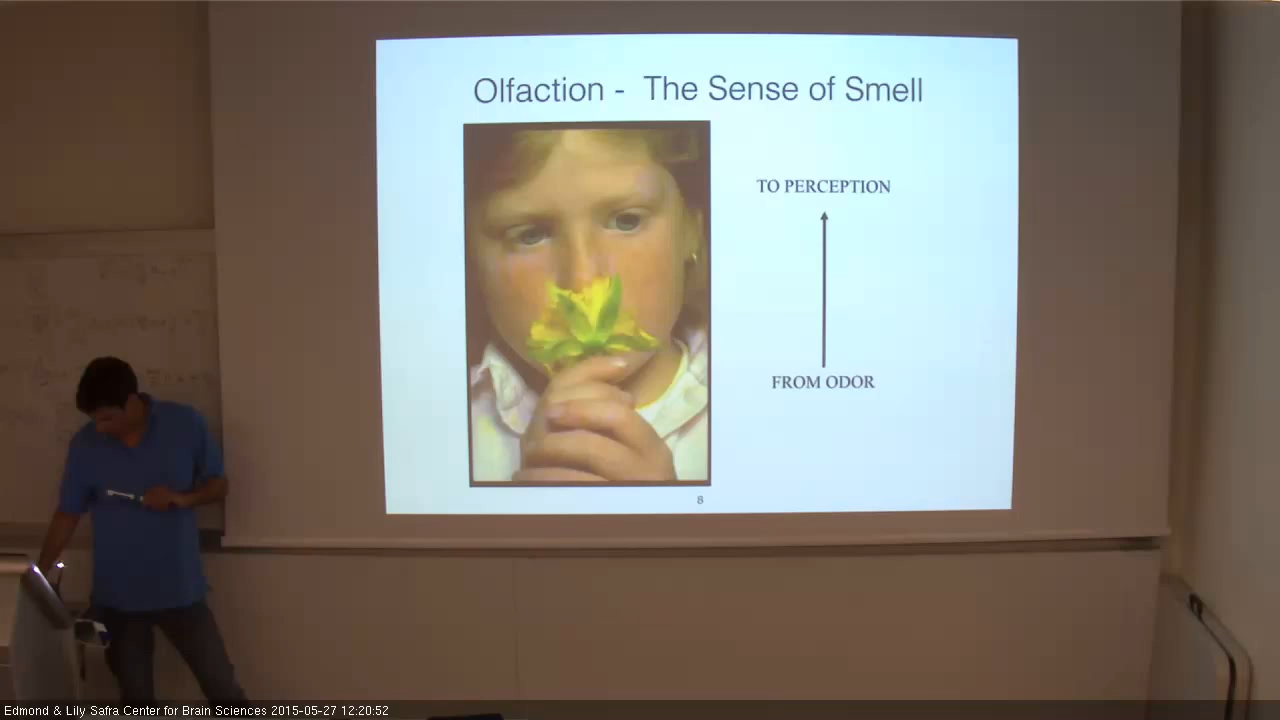 Olfaction - The Sense of Smell
TO PERCEPTION
FROM ODOR
8
Edmond & Lily Safra Center for Brain Sciences 2015-05-27 12:20:52